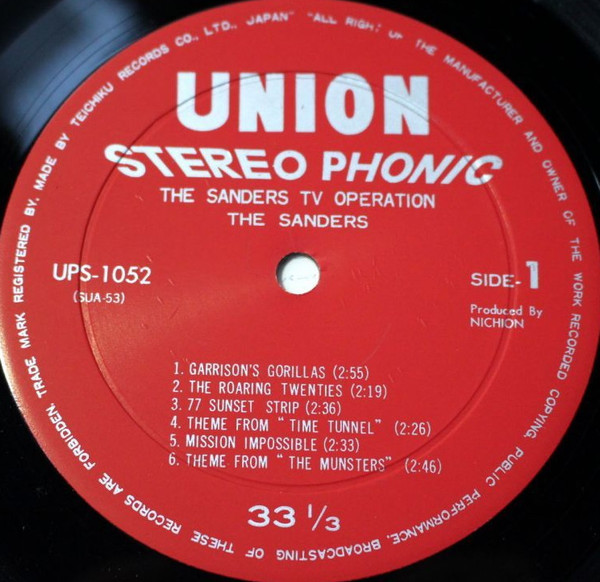 UNION
STEREO PHONIC
THE SANDERS TV OPERATION
THE SANDERS
UPS-1052
(SUA-53)
SIDE-1
Produced By
NICHION
1. GARRISON'S GORILLAS (2:55)
2. THE ROARING TWENTIES (2:19)
3. 77 SUNSET STRIP (2:36)
4. THEME FROM "TIME TUNNEL" (2:26)
5. MISSION IMPOSSIBLE (2:33)
6. THEME FROM "THE MUNSTERS" (2:46)
33 1/3
TRADE MARK REGISTERED BY. MADE BY TEICHIKU RECORDS CO., LTD., JAPAN "ALL RIGHT OF THE MANUFACTURER AND OWNER OF THE WORK RECORDED COPYING, PUBLIC PERFORMANCE, BROADCASTING OF THESE RECORDS ARE FORBIDDEN